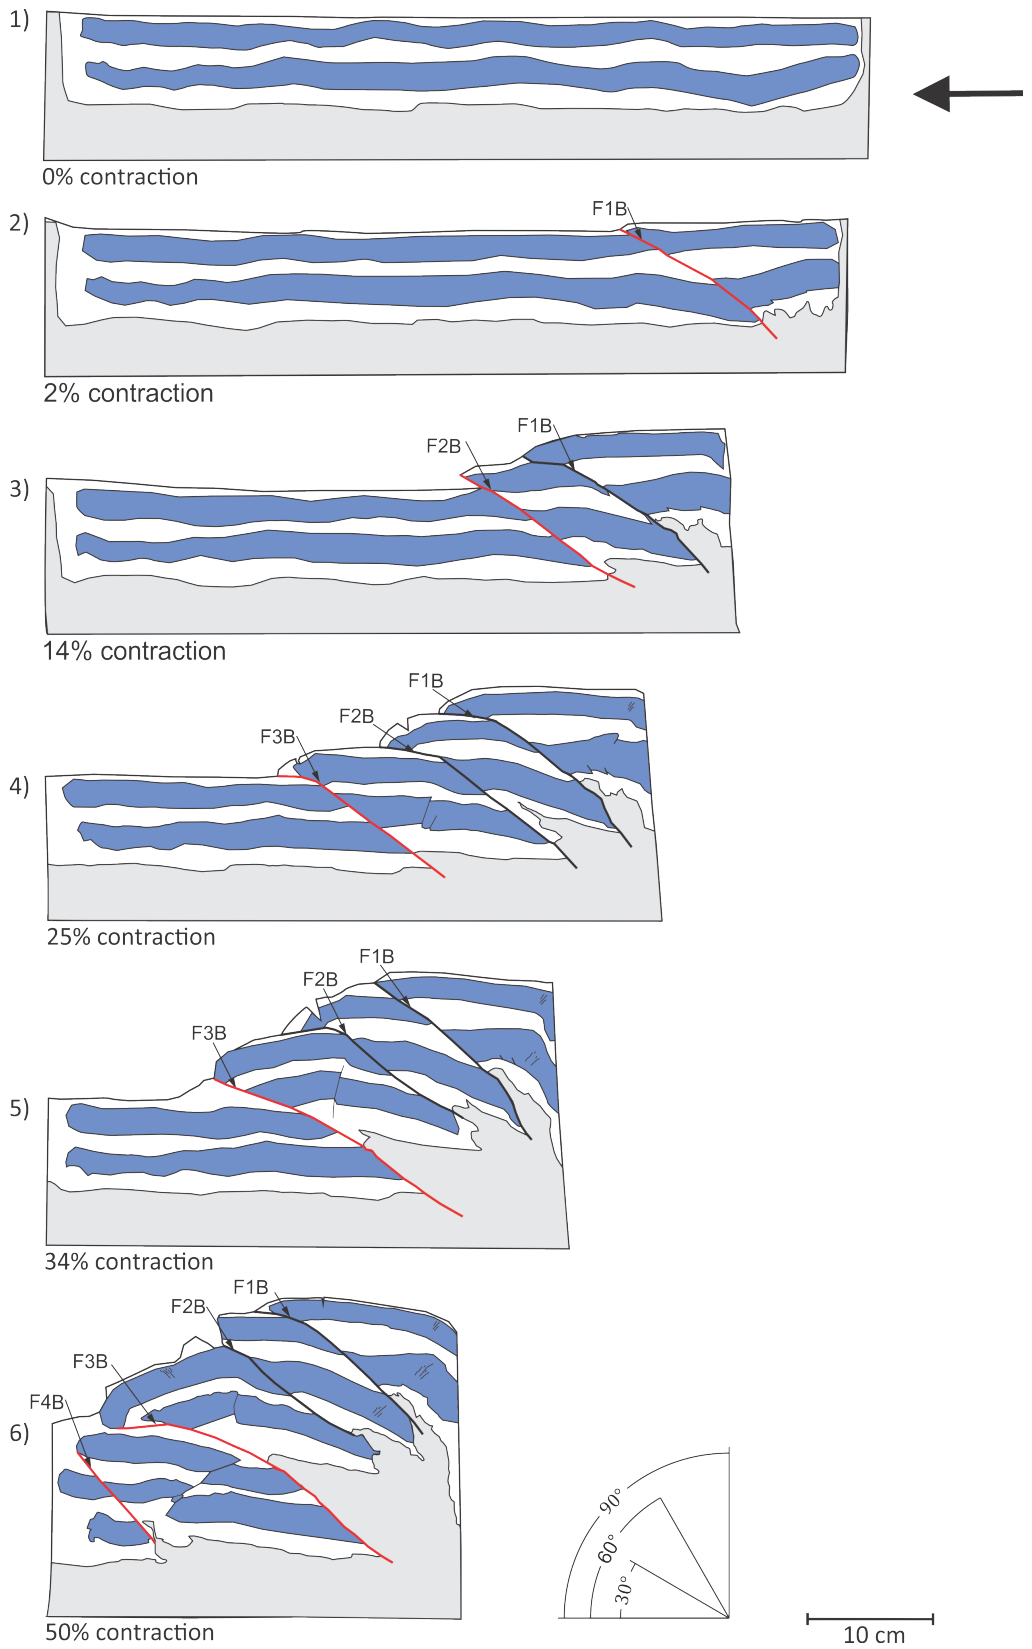 1)
0% contraction
2)
F1B
2% contraction
3)
F1B
F2B
14% contraction
4)
F1B
F2B
F3B
25% contraction
5)
F1B
F2B
F3B
34% contraction
6)
F1B
F2B
F3B
F4B
50% contraction
90°
60°
30°
10 cm